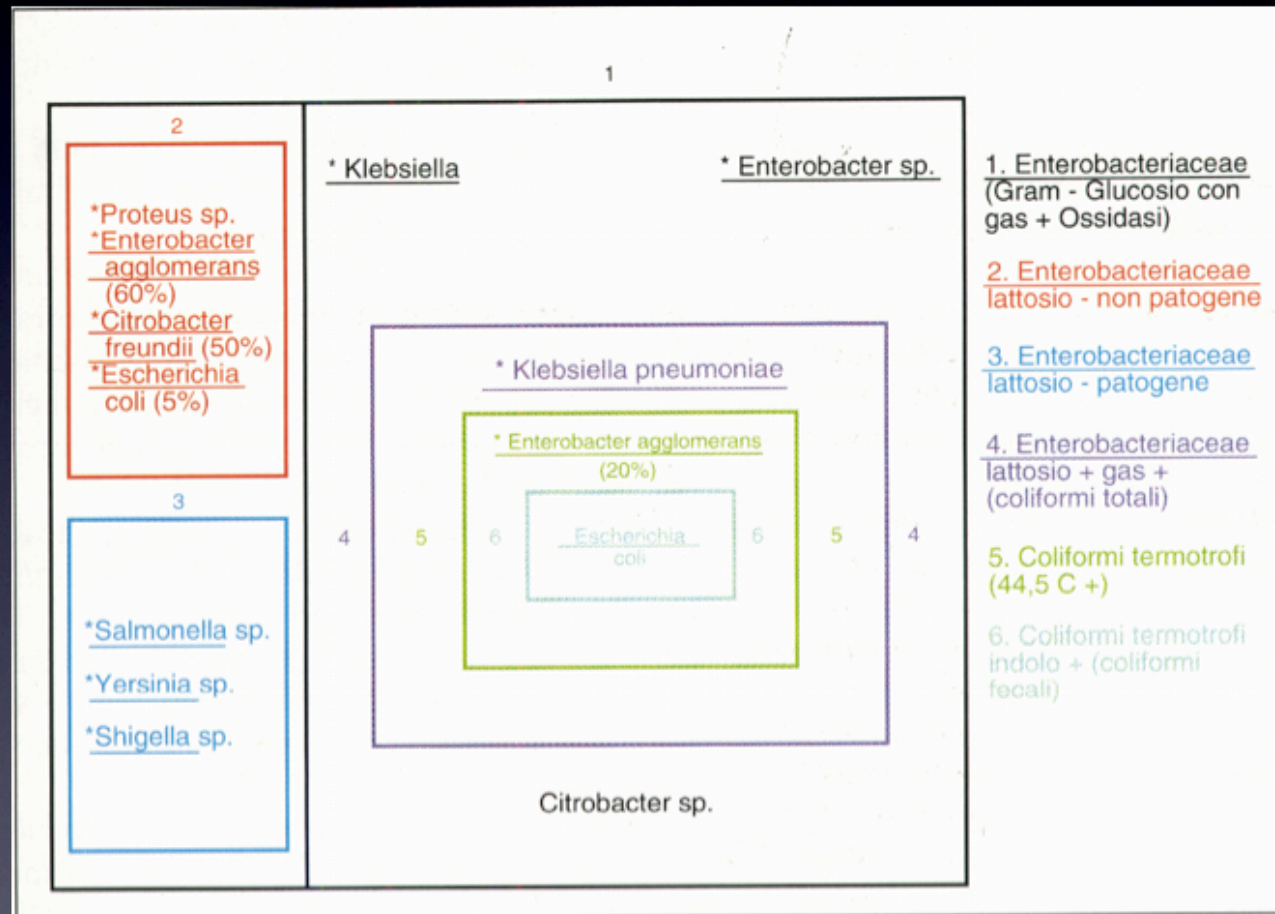 1
2
*Proteus sp.
*Enterobacter
agglomerans
(60%)
*Citrobacter
freundii (50%)
*Escherichia
coli (5%)
3
*Salmonella sp.
*Yersinia sp.
*Shigella sp.
* Klebsiella
* Enterobacter sp.
* Klebsiella pneumoniae
* Enterobacter agglomerans
(20%)
4 5 6 Escherichia 6 5 4
coli
Citrobacter sp.
1. Enterobacteriaceae
(Gram - Glucosio con
gas + Ossidasi)
2. Enterobacteriaceae
lattosio - non patogene
3. Enterobacteriaceae
lattosio - patogene
4. Enterobacteriaceae
lattosio + gas +
(coliformi totali)
5. Coliformi termotrofi
(44,5 C +)
6. Coliformi termotrofi
indolo + (coliformi
fecali)